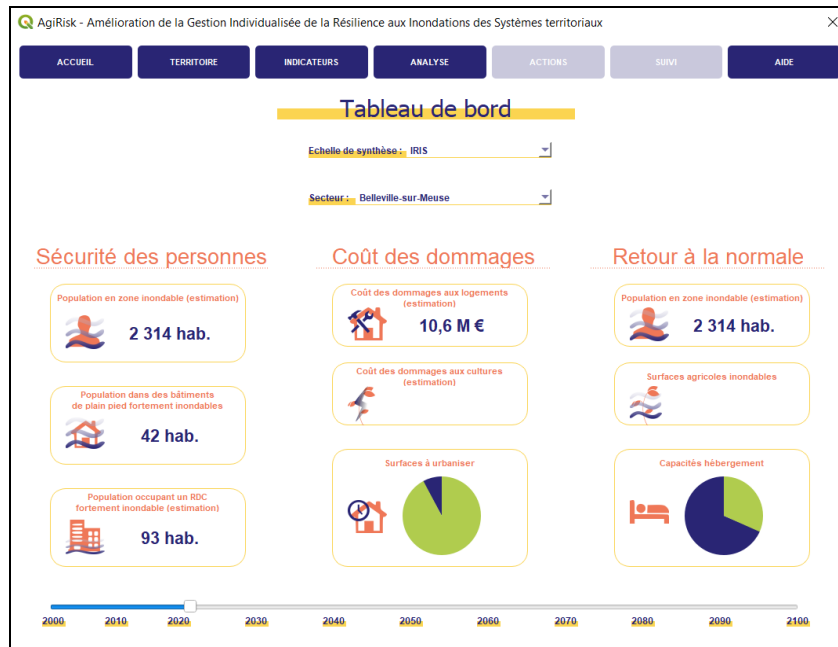 AgiRisk - Amélioration de la Gestion Individualisée de la Résilience aux Inondations des Systèmes territoriaux
ACCUEIL TERRITOIRE INDICATEURS ANALYSE ACTIONS SUIVI AIDE
Tableau de bord
Echelle de synthèse : IRIS
Secteur : Belleville-sur-Meuse
Sécurité des personnes
Population en zone inondable (estimation)
2 314 hab.
Population dans des bâtiments
de plain pied fortement inondables
42 hab.
Population occupant un RDC
fortement inondable (estimation)
93 hab.
Coût des dommages
Coût des dommages aux logements
(estimation)
10,6 M €
Coût des dommages aux cultures
(estimation)
Surfaces à urbaniser
Retour à la normale
Population en zone inondable (estimation)
2 314 hab.
Surfaces agricoles inondables
Capacités hébergement
2000 2010 2020 2030 2040 2050 2060 2070 2080 2090 2100